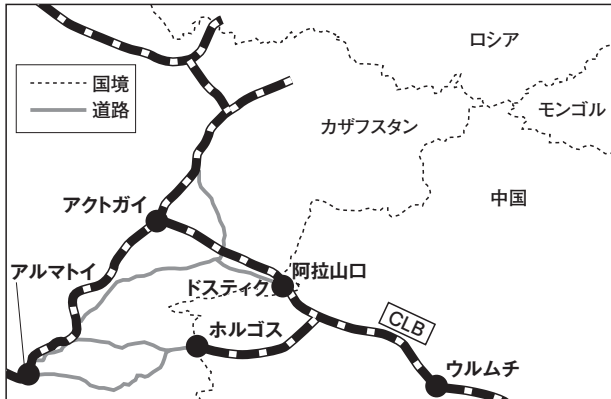 ロシア
国境
道路
モンゴル
カザフスタン
中国
アクトガイ
アルマトイ
阿拉山口
ドスティク
ホルゴス
CLB
ウルムチ